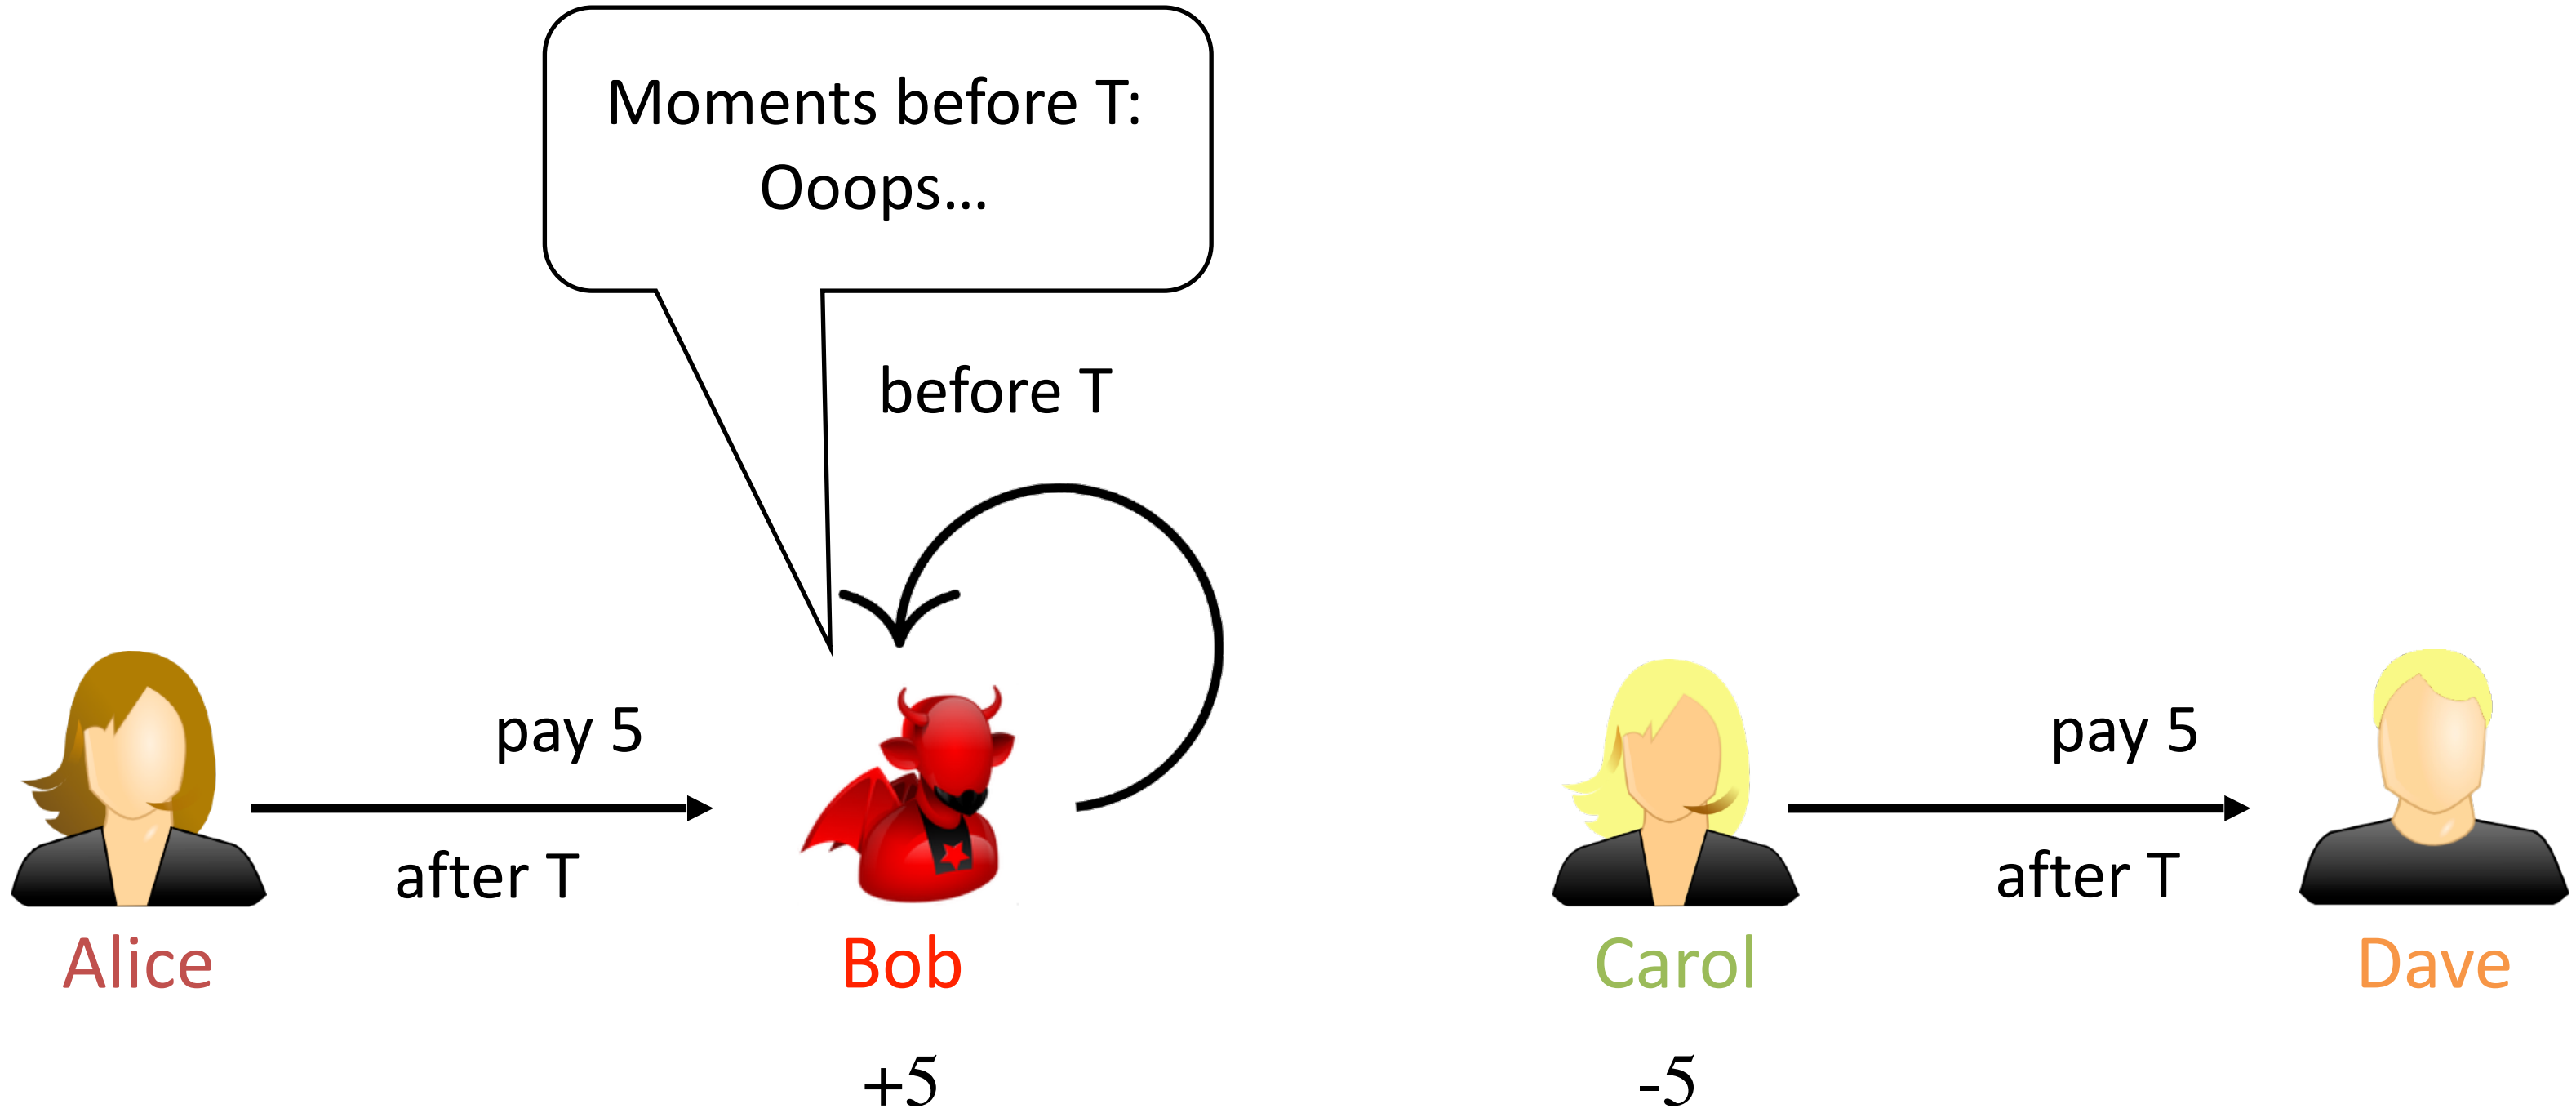 Moments before T:
Ooops...
before T
pay 5
after T
pay 5
after T
Alice
Bob
Carol
Dave
+5
-5